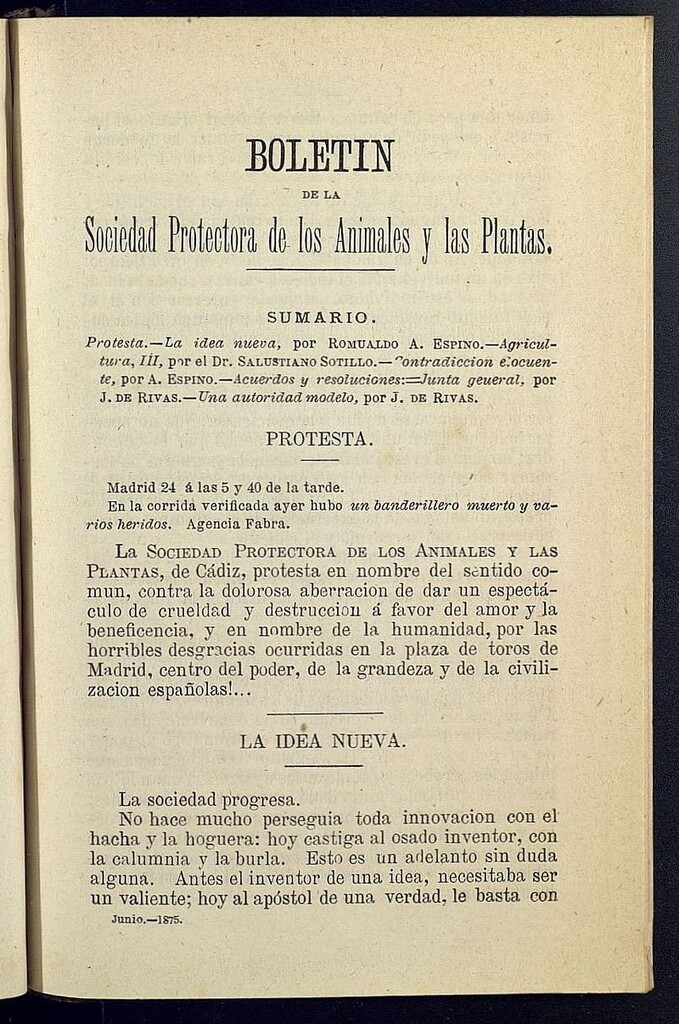 BOLETIN
DE LA
Sociedad Protectora de los Animales y las Plantas.
SUMARIO.
Protesta.—La idea nueva, por ROMUALDO A. ESPINO.—Agricul-
tura, III, por el Dr. SALUSTIANO SOTILLO.—Contradiccion elocuen-
te, por A. ESPINO.—Acuerdos y resoluciones:=Junta geueral, por
J. DE RIVAS.—Una autoridad modelo, por J. DE RIVAS.
PROTESTA.
Madrid 24 á las 5 y 40 de la tarde.
En la corrida verificada ayer hubo un banderillero muerto y va-
rios heridos. Agencia Fabra.
LA SOCIEDAD PROTECTORA DE LOS ANIMALES Y LAS
PLANTAS, de Cádiz, protesta en nombre del sentido co-
mun, contra la dolorosa aberracion de dar un espectá-
culo de crueldad y destruccion á favor del amor y la
beneficencia, y en nombre de la humanidad, por las
horribles desgracias ocurridas en la plaza de toros de
Madrid, centro del poder, de la grandeza y de la civili-
zacion españolas!...
LA IDEA NUEVA.
La sociedad progresa.
No hace mucho perseguia toda innovacion con el
hacha y la hoguera: hoy castiga al osado inventor, con
la calumnia y la burla. Esto es un adelanto sin duda
alguna. Antes el inventor de una idea, necesitaba ser
un valiente; hoy al apóstol de una verdad, le basta con
Junio.—1875.